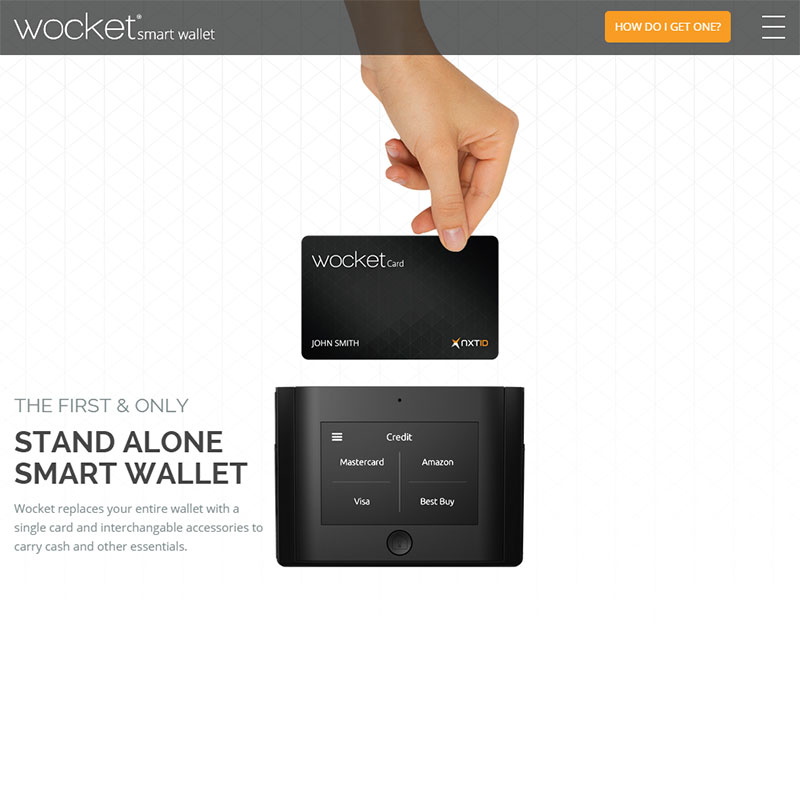 wocket® smart wallet
HOW DO I GET ONE?
wocket Card
JOHN SMITH
NXTID
THE FIRST & ONLY
STAND ALONE
SMART WALLET
Wocket replaces your entire wallet with a
single card and interchangable accessories to
carry cash and other essentials.
Credit
Mastercard
Amazon
Visa
Best Buy